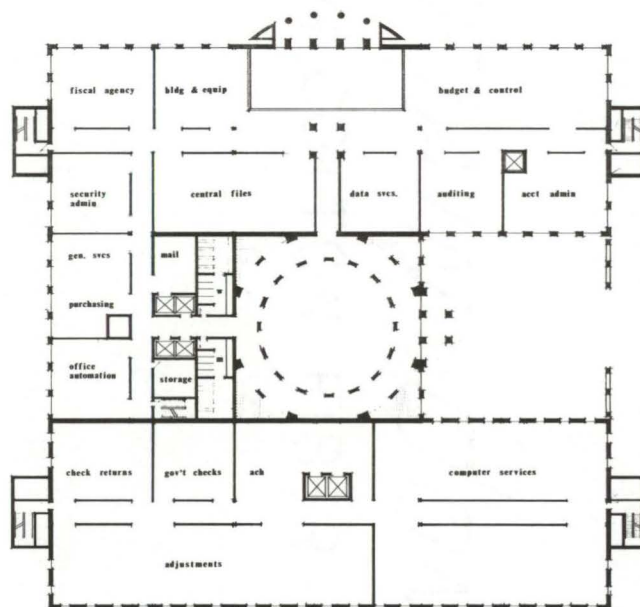 fiscal agency
bldg & equip
budget & control
security
admin
central files
data svcs.
auditing
acct admin
gen. svcs
mail
purchasing
w
m
office
automation
storage
check returns
gov't checks
ach
computer services
adjustments